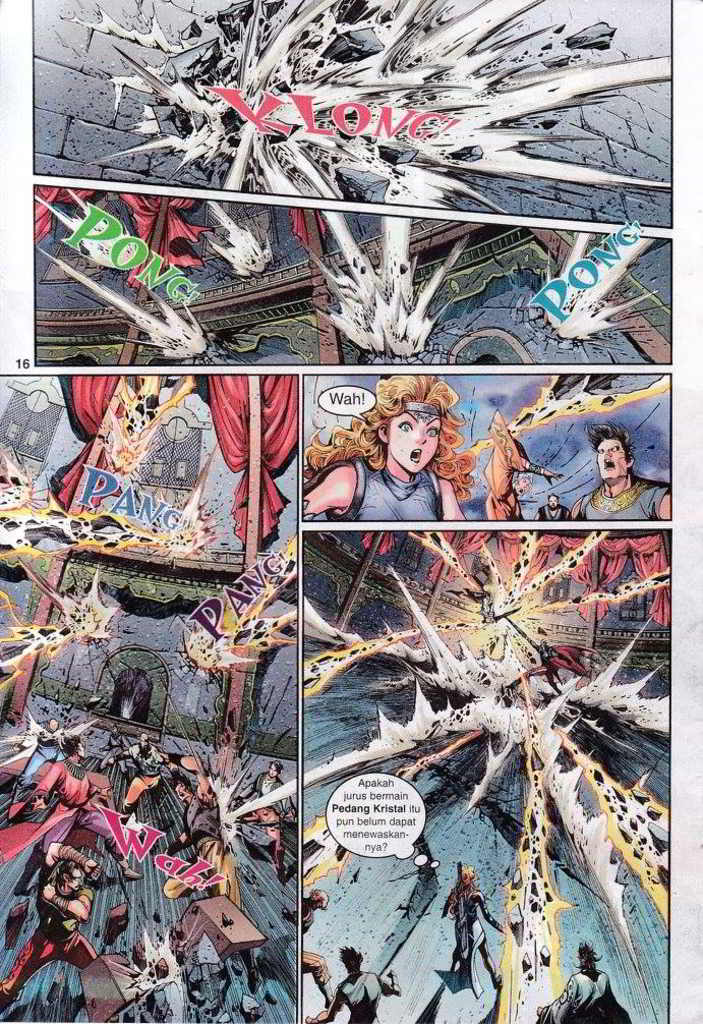 KLONG!
PONG!
PONG!
16
PANG!
PANG!
Wah!
Wah!
Apakah
jurus bermain
Pedang Kristal itu
pun belum dapat
menewaskan-
nya?